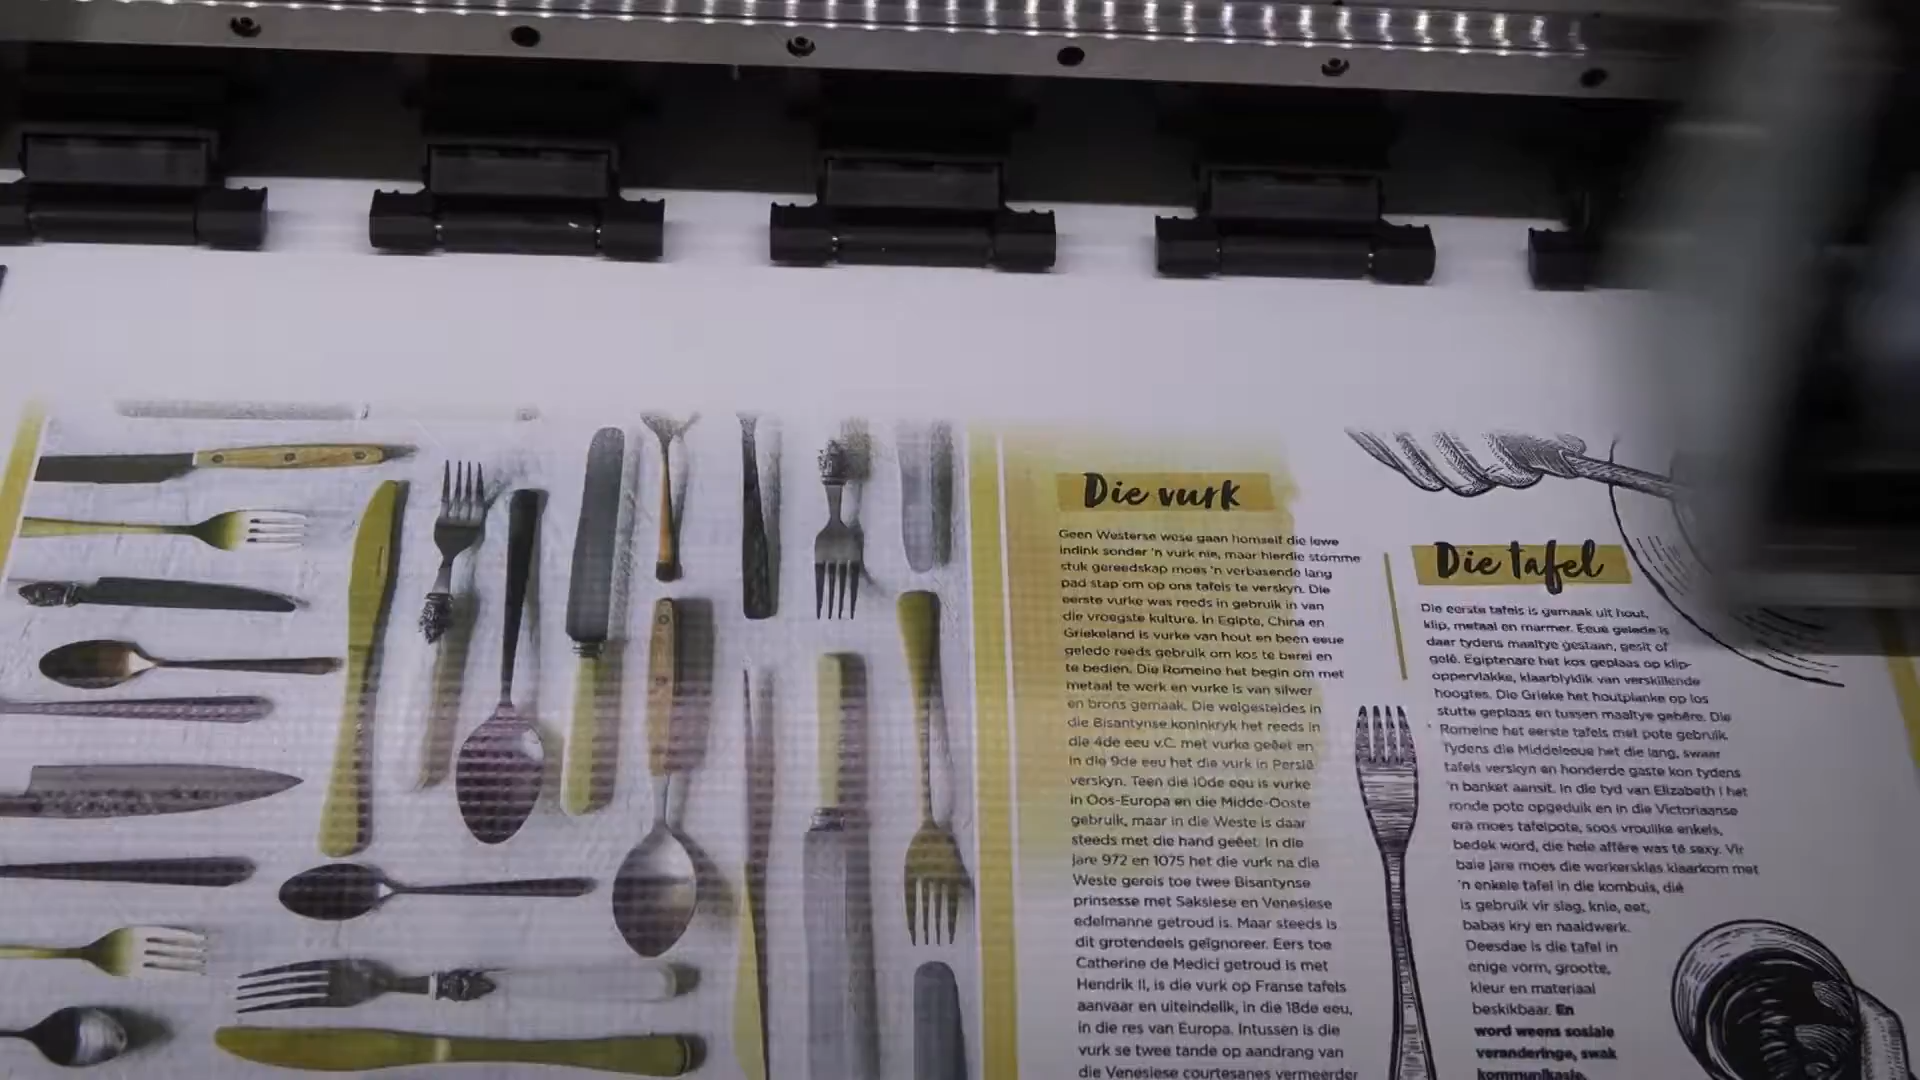 Die vurk
Geen Westerse wese gaan homself die lewe
indink sonder 'n vurk nie, maar hierdie stomme
stuk gereedskap moes 'n verbasende lang
pad stap om op ons tafels te verskyn. Die
eerste vurke was reeds in gebruik in van
die vroegste kulture. In Egipte, China en
Griekeland is vurke van hout en been eeue
gelede reeds gebruik om kos te berei en
te bedien. Die Romeine het begin om met
metaal te werk en vurke is van silwer
en brons gemaak. Die welgesteldes in
die Bisantynse koninkryk het reeds in
die 4de eeu v.C. met vurke geëet en
in die 9de eeu het die vurk in Persië
verskyn. Teen die 10de eeu is vurke
in Oos-Europa en die Midde-Ooste
gebruik, maar in die Weste is daar
steeds met die hand geëet. In die
jare 972 en 1075 het die vurk na die
Weste gereis toe twee Bisantynse
prinsesse met Saksiese en Venesiese
edelmanne getroud is. Maar steeds is
dit grotendeels geïgnoreer. Eers toe
Catherine de Medici getroud is met
Hendrik II, is die vurk op Franse tafels
aanvaar en uiteindelik, in die 18de eeu,
in die res van Europa. Intussen is die
vurk se twee tande op aandrang van
die Venesiese courtesanes vermeerder
Die tafel
Die eerste tafels is gemaak uit hout,
klip, metaal en marmer. Eeue gelede is
daar tydens maaltye gestaan, gesit of
gelê. Egiptenare het kos geplaas op klip-
oppervlakke, klaarblyklik van verskillende
hoogtes. Die Grieke het houtplanke op los
stutte geplaas en tussen maaltye gebêre. Die
Romeine het eerste tafels met pote gebruik.
Tydens die Middeleeue het die lang, swaar
tafels verskyn en honderde gaste kon tydens
'n banket aansit. In die tyd van Elizabeth I het
ronde pote opgeduik en in die Victoriaanse
era moes tafelpote, soos vroulike enkels,
bedek word, die hele affêre was té sexy. Vir
baie jare moes die werkersklas klaarkom met
'n enkele tafel in die kombuis, dié
is gebruik vir slag, knie, eet,
babas kry en naaldwerk.
Deesdae is die tafel in
enige vorm, grootte,
kleur en materiaal
beskikbaar. En
word weens sosiale
veranderinge, swak
kommunikasie,